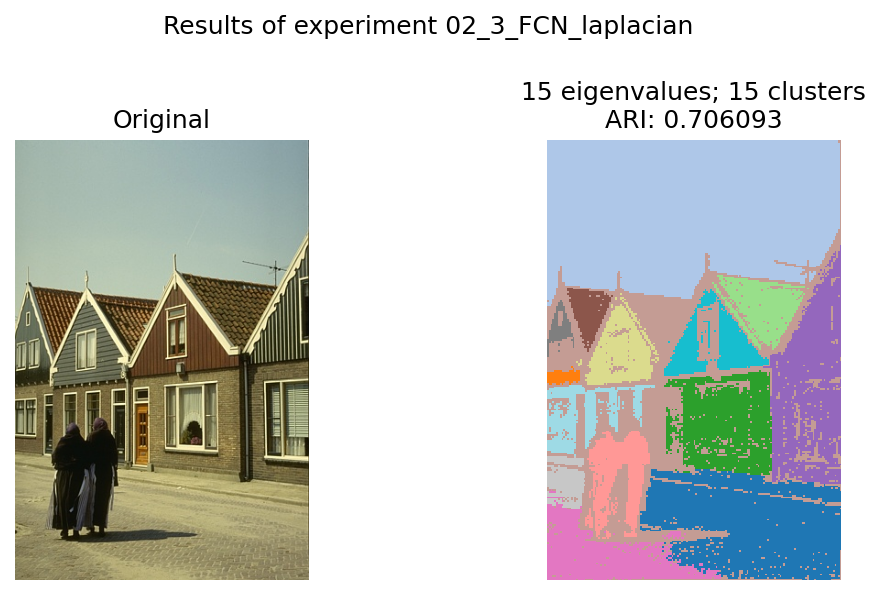 Results of experiment 02_3_FCN_laplacian
Original
15 eigenvalues; 15 clusters
ARI: 0.706093